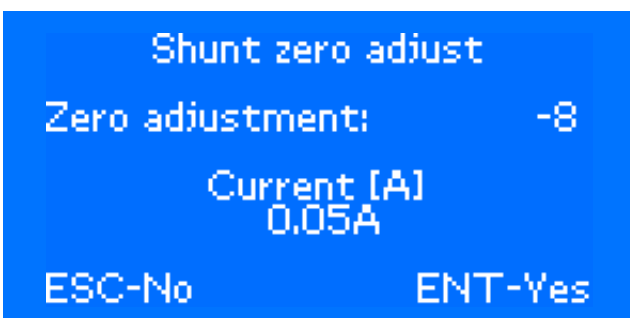 Shunt zero adjust
Zero adjustment: -8
Current [A]
0.05A
ESC-No ENT-Yes